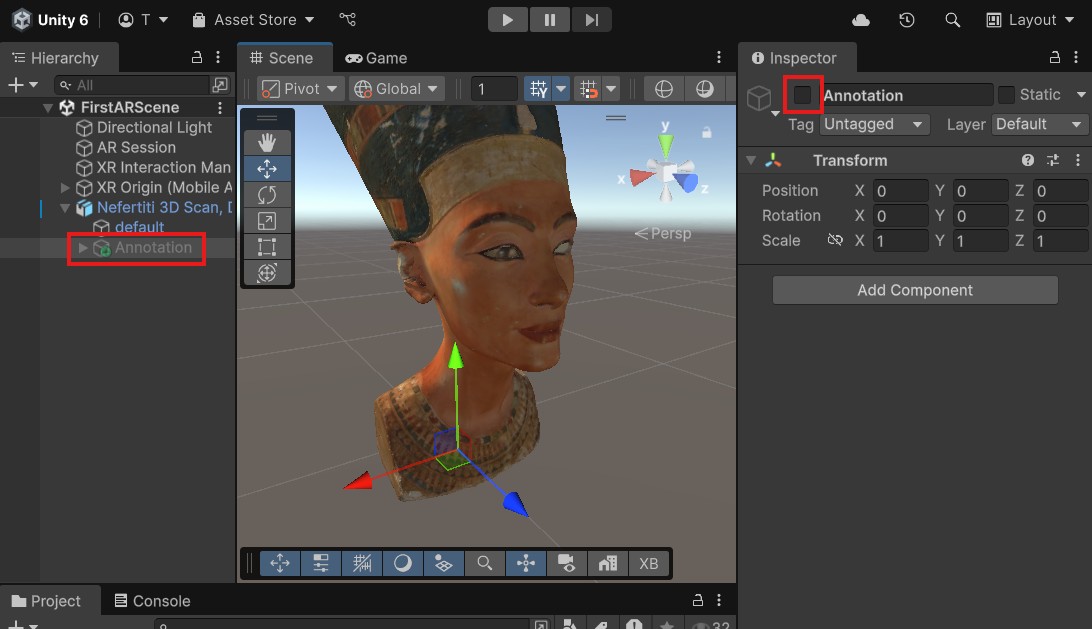 Unity 6 T Asset Store Layout
Hierarchy Scene Game Inspector
All Pivot Global 1 Annotation Static
Tag Untagged Layer Default
FirstARScene
Directional Light
AR Session
XR Interaction Man
XR Origin (Mobile A
Nefertiti 3D Scan,
default
Annotation
y
x
z
Persp
Transform
Position X 0 Y 0 Z 0
Rotation X 0 Y 0 Z 0
Scale X 1 Y 1 Z 1
Add Component
XB
Project Console
32